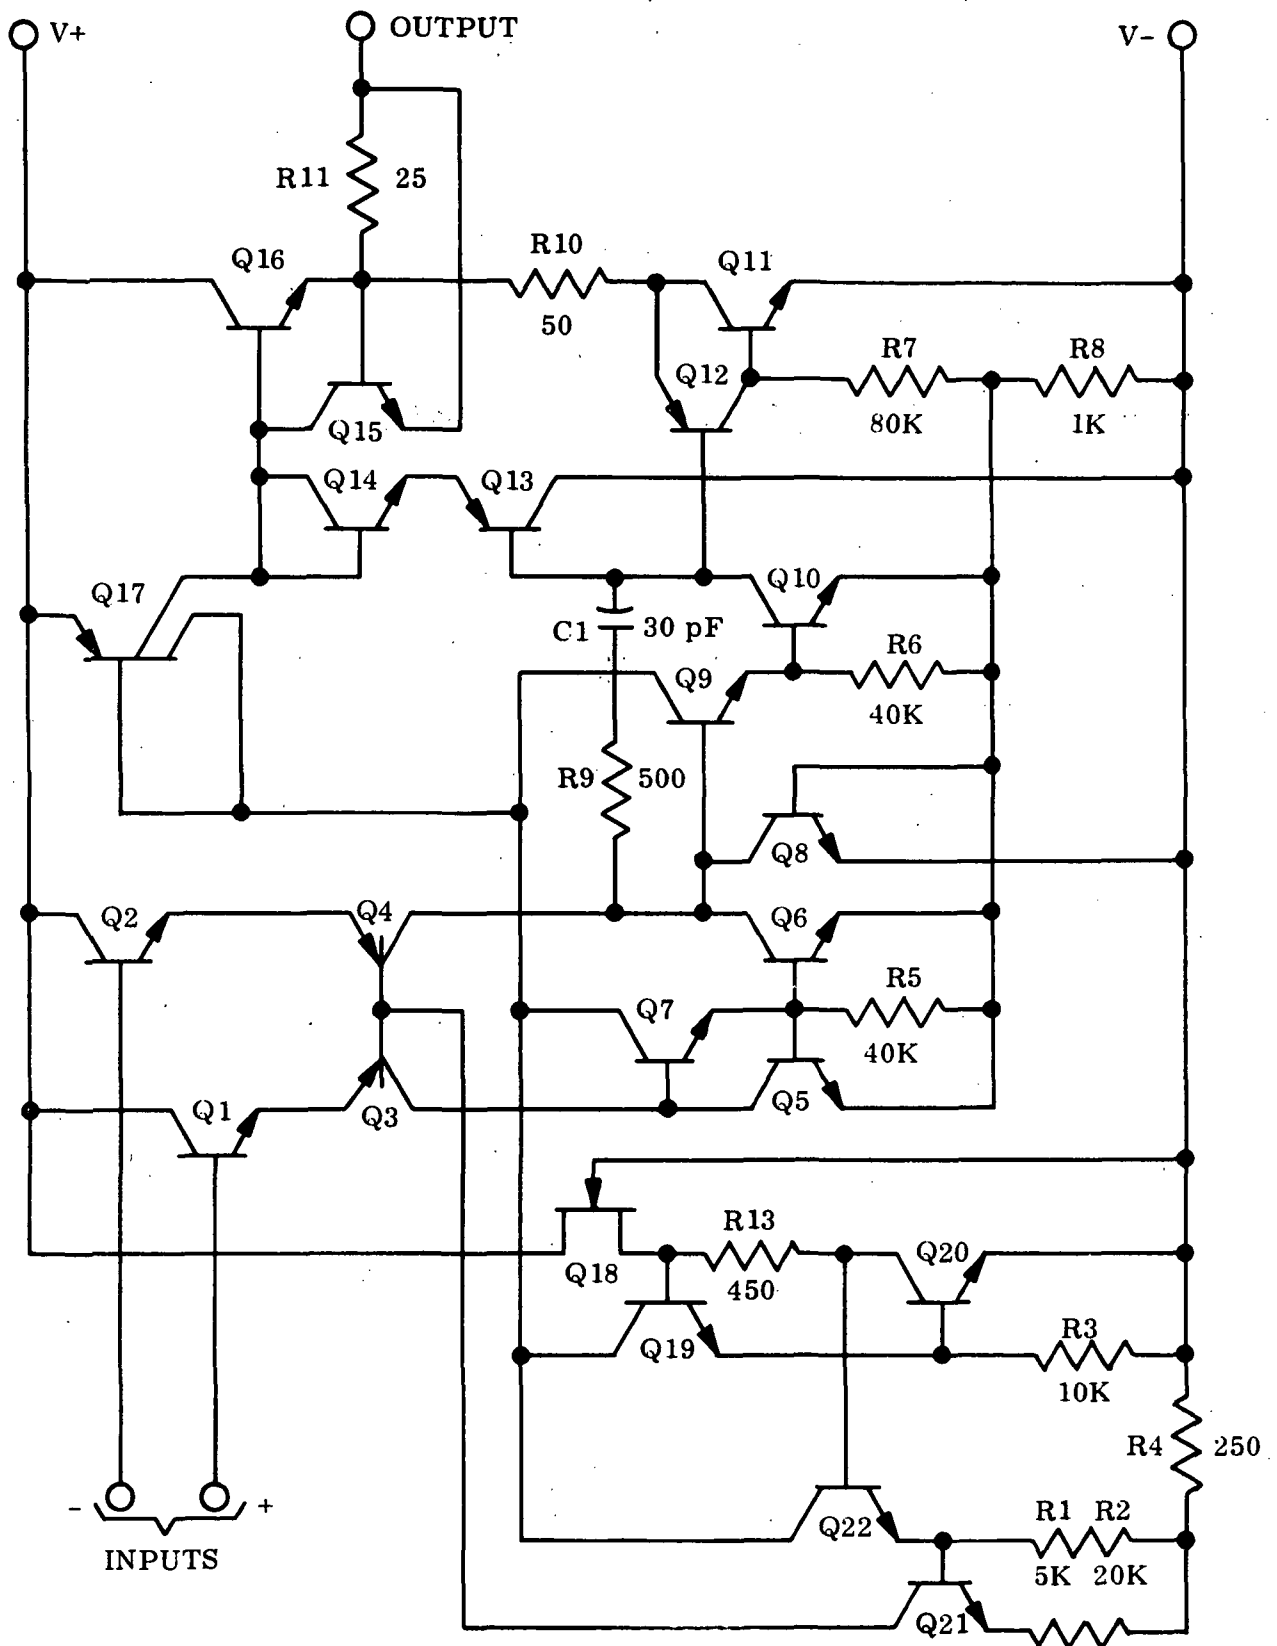 V+
OUTPUT
V-
R11 25
Q16
R10
50
Q11
R7
80K
R8
1K
Q12
Q15
Q14
Q13
Q17
Q10
C1 30 pF
R6
40K
Q9
R9 500
Q8
Q2
Q4
Q6
R5
40K
Q7
Q1
Q3
Q5
R13
450
Q18
Q20
Q19
R3
10K
R4 250
- +
INPUTS
Q22
R1 R2
5K 20K
Q21